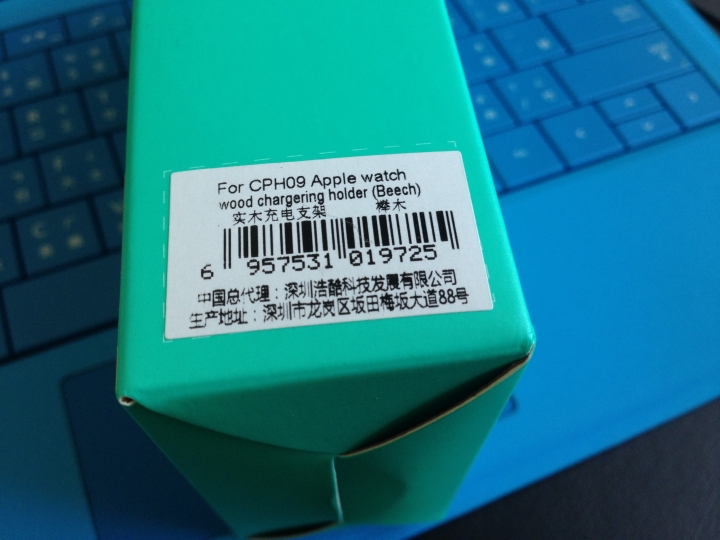 For CPH09 Apple watch
wood chargering holder (Beech)
实木充电支架 榉木
6 957531 019725
中国总代理：深圳浩酷科技发展有限公司
生产地址：深圳市龙岗区坂田梅坂大道88号